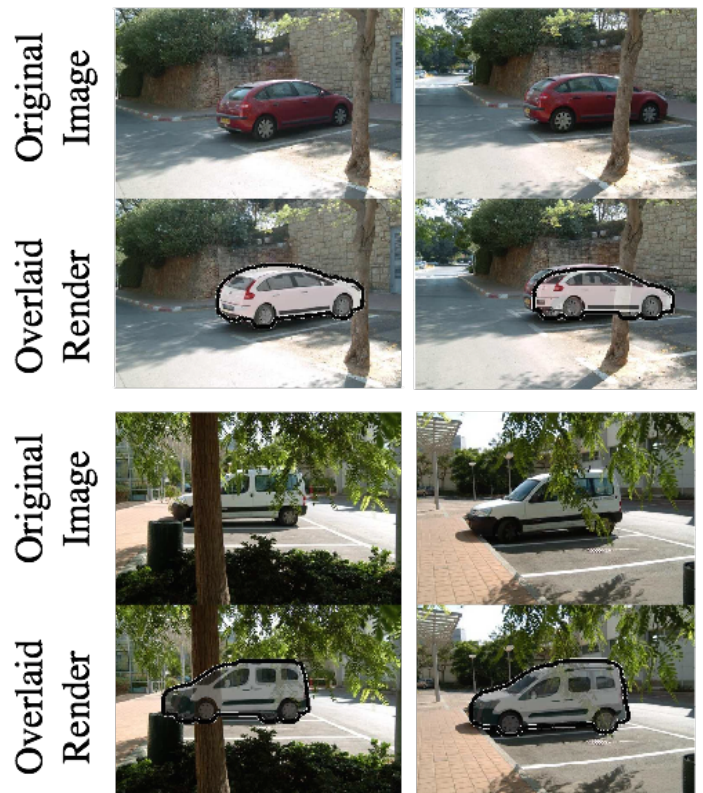 Original
Image
Overlaid
Render
Original
Image
Overlaid
Render